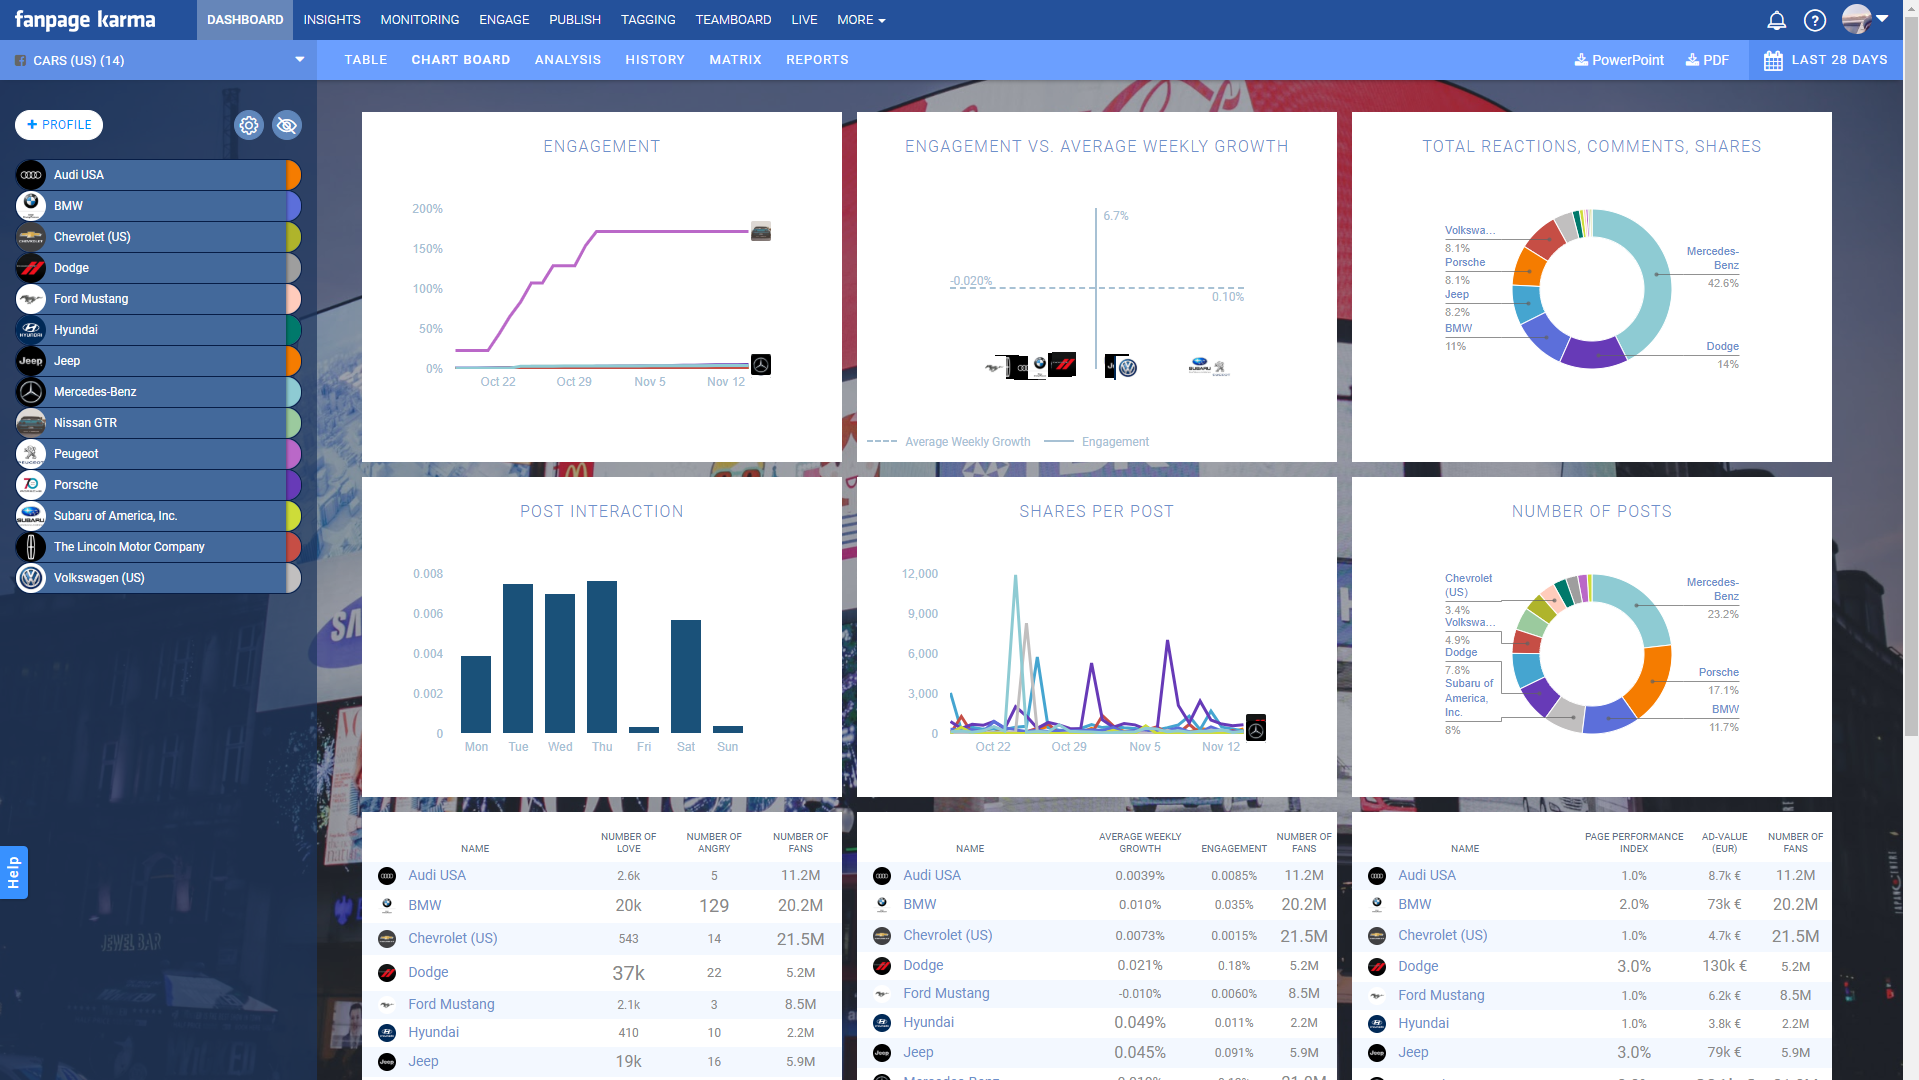 fanpage karma
DASHBOARD INSIGHTS MONITORING ENGAGE PUBLISH TAGGING TEAMBOARD LIVE MORE
CARS (US) (14)
TABLE CHART BOARD ANALYSIS HISTORY MATRIX REPORTS
PowerPoint PDF LAST 28 DAYS
+ PROFILE
Audi USA
BMW
Chevrolet (US)
Dodge
Ford Mustang
Hyundai
Jeep
Mercedes-Benz
Nissan GTR
Peugeot
Porsche
Subaru of America, Inc.
The Lincoln Motor Company
Volkswagen (US)
Help
ENGAGEMENT
200%
150%
100%
50%
0%
Oct 22 Oct 29 Nov 5 Nov 12
ENGAGEMENT VS. AVERAGE WEEKLY GROWTH
6.7%
-0.020%
0.10%
Average Weekly Growth Engagement
TOTAL REACTIONS, COMMENTS, SHARES
Volkswa...
8.1%
Porsche
8.1%
Jeep
8.2%
BMW
11%
Mercedes-
Benz
42.6%
Dodge
14%
POST INTERACTION
0.008
0.006
0.004
0.002
0
Mon Tue Wed Thu Fri Sat Sun
SHARES PER POST
12,000
9,000
6,000
3,000
0
Oct 22 Oct 29 Nov 5 Nov 12
NUMBER OF POSTS
Chevrolet
(US)
3.4%
Volkswa...
4.9%
Dodge
7.8%
Subaru of
America,
Inc.
8%
Mercedes-
Benz
23.2%
Porsche
17.1%
BMW
11.7%
NAME NUMBER OF LOVE NUMBER OF ANGRY NUMBER OF FANS
Audi USA 2.6k 5 11.2M
BMW 20k 129 20.2M
Chevrolet (US) 543 14 21.5M
Dodge 37k 22 5.2M
Ford Mustang 2.1k 3 8.5M
Hyundai 410 10 2.2M
Jeep 19k 16 5.9M
NAME AVERAGE WEEKLY GROWTH ENGAGEMENT NUMBER OF FANS
Audi USA 0.0039% 0.0085% 11.2M
BMW 0.010% 0.035% 20.2M
Chevrolet (US) 0.0073% 0.0015% 21.5M
Dodge 0.021% 0.18% 5.2M
Ford Mustang -0.010% 0.0060% 8.5M
Hyundai 0.049% 0.011% 2.2M
Jeep 0.045% 0.091% 5.9M
NAME PAGE PERFORMANCE INDEX AD-VALUE (EUR) NUMBER OF FANS
Audi USA 1.0% 8.7k € 11.2M
BMW 2.0% 73k € 20.2M
Chevrolet (US) 1.0% 4.7k € 21.5M
Dodge 3.0% 130k € 5.2M
Ford Mustang 1.0% 6.2k € 8.5M
Hyundai 1.0% 3.8k € 2.2M
Jeep 3.0% 79k € 5.9M